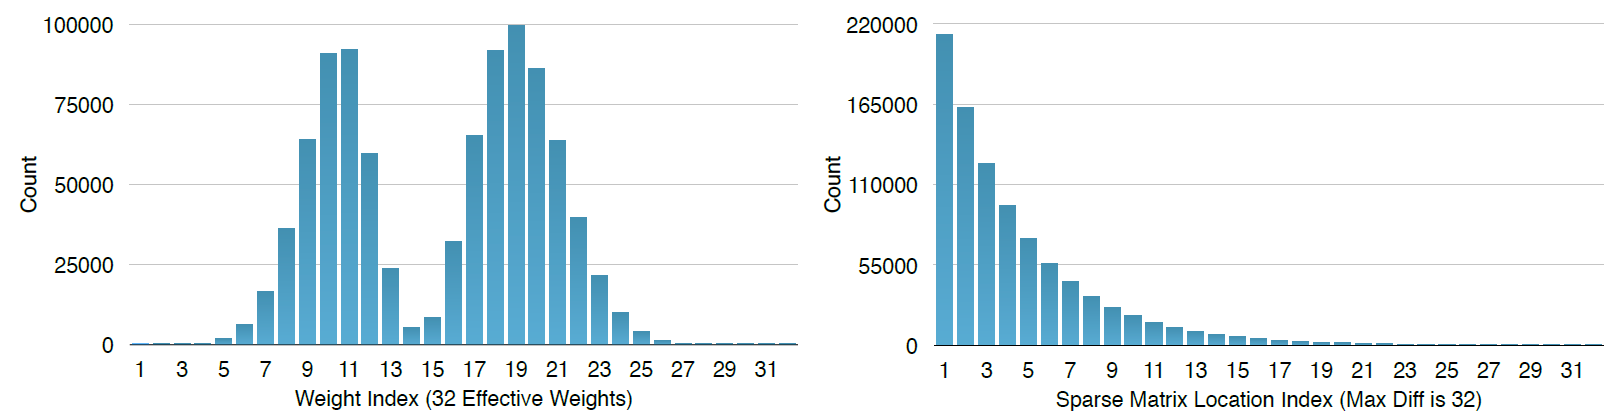 100000
75000
50000
25000
0
Count
1 3 5 7 9 11 13 15 17 19 21 23 25 27 29 31
Weight Index (32 Effective Weights)
220000
165000
110000
55000
0
Count
1 3 5 7 9 11 13 15 17 19 21 23 25 27 29 31
Sparse Matrix Location Index (Max Diff is 32)